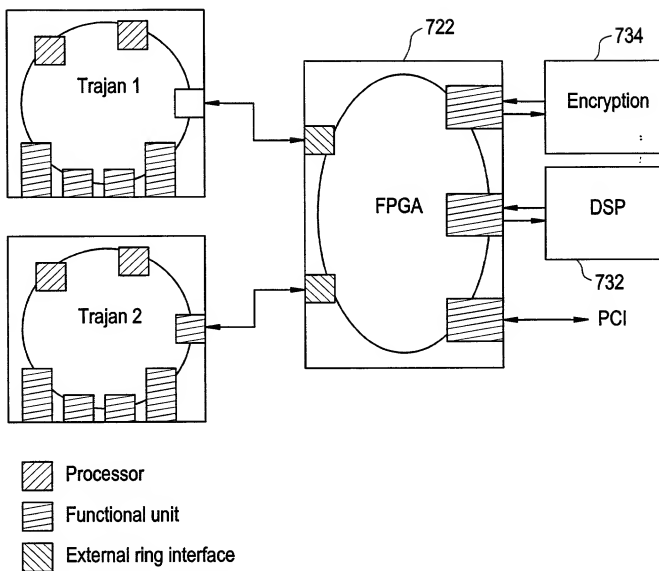 722
734
Trajan 1
Encryption
FPGA
DSP
732
Trajan 2
PCI
Processor
Functional unit
External ring interface